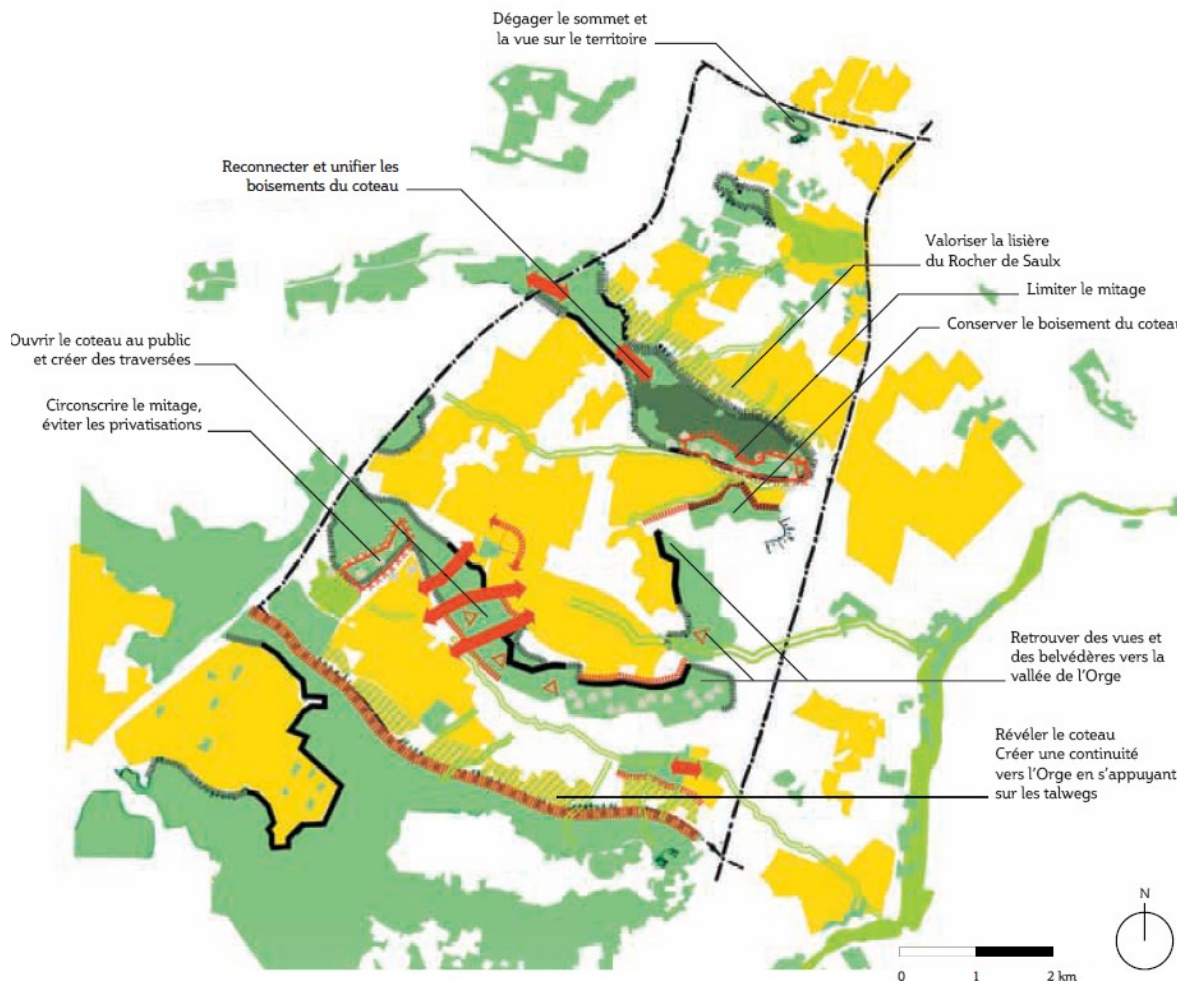 Dégager le sommet et
la vue sur le territoire
Reconnecter et unifier les
boisements du coteau
Valoriser la lisière
du Rocher de Saulx
Limiter le mitage
Conserver le boisement du coteau
Ouvrir le coteau au public
et créer des traversées
Circonscrire le mitage,
éviter les privatisations
Retrouver des vues et
des belvédères vers la
vallée de l'Orge
Révéler le coteau
Créer une continuité
vers l'Orge en s'appuyant
sur les talwegs
N
0 1 2 km